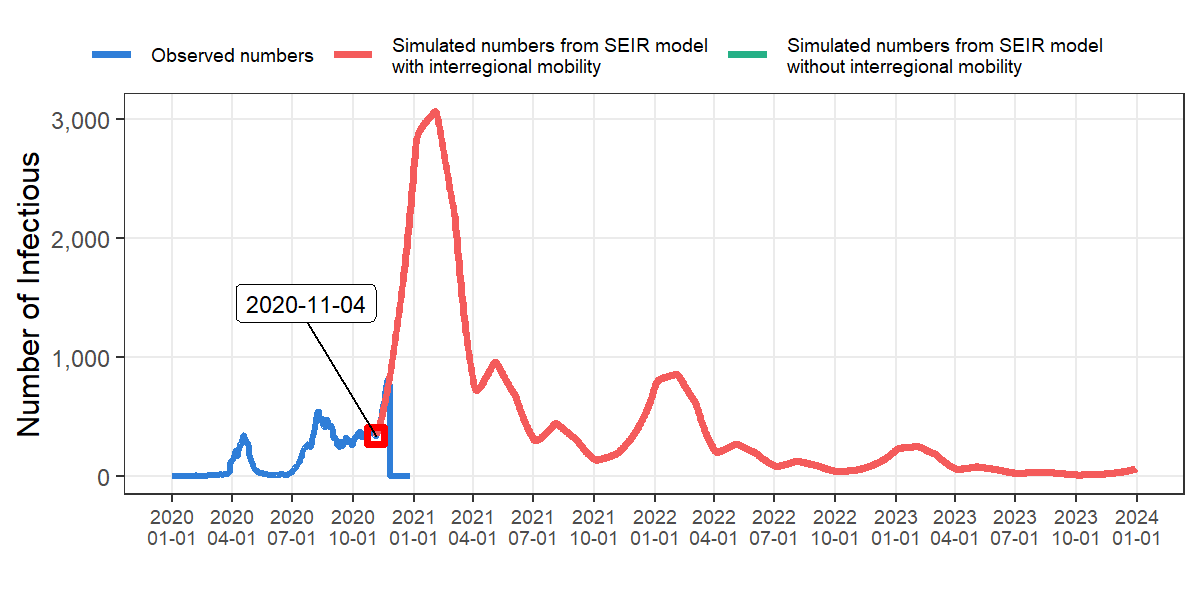 Observed numbers
Simulated numbers from SEIR model
with interregional mobility
Simulated numbers from SEIR model
without interregional mobility
Number of Infectious
3,000
2,000
1,000
0
2020-11-04
2020 2020 2020 2020 2021 2021 2021 2021 2022 2022 2022 2022 2023 2023 2023 2023 2024
01-01 04-01 07-01 10-01 01-01 04-01 07-01 10-01 01-01 04-01 07-01 10-01 01-01 04-01 07-01 10-01 01-01